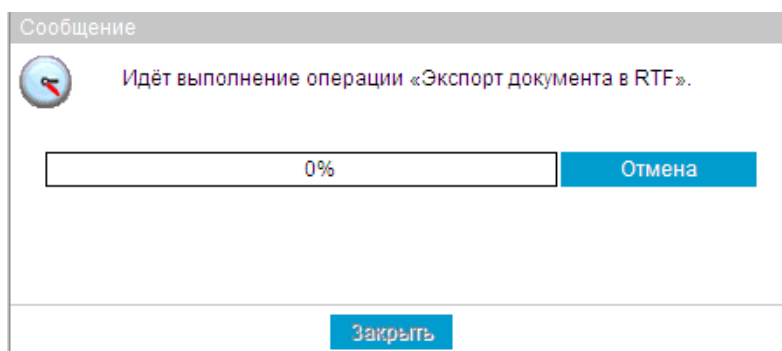 Сообщение
Идёт выполнение операции «Экспорт документа в RTF».
0%
Отмена
Закрыть